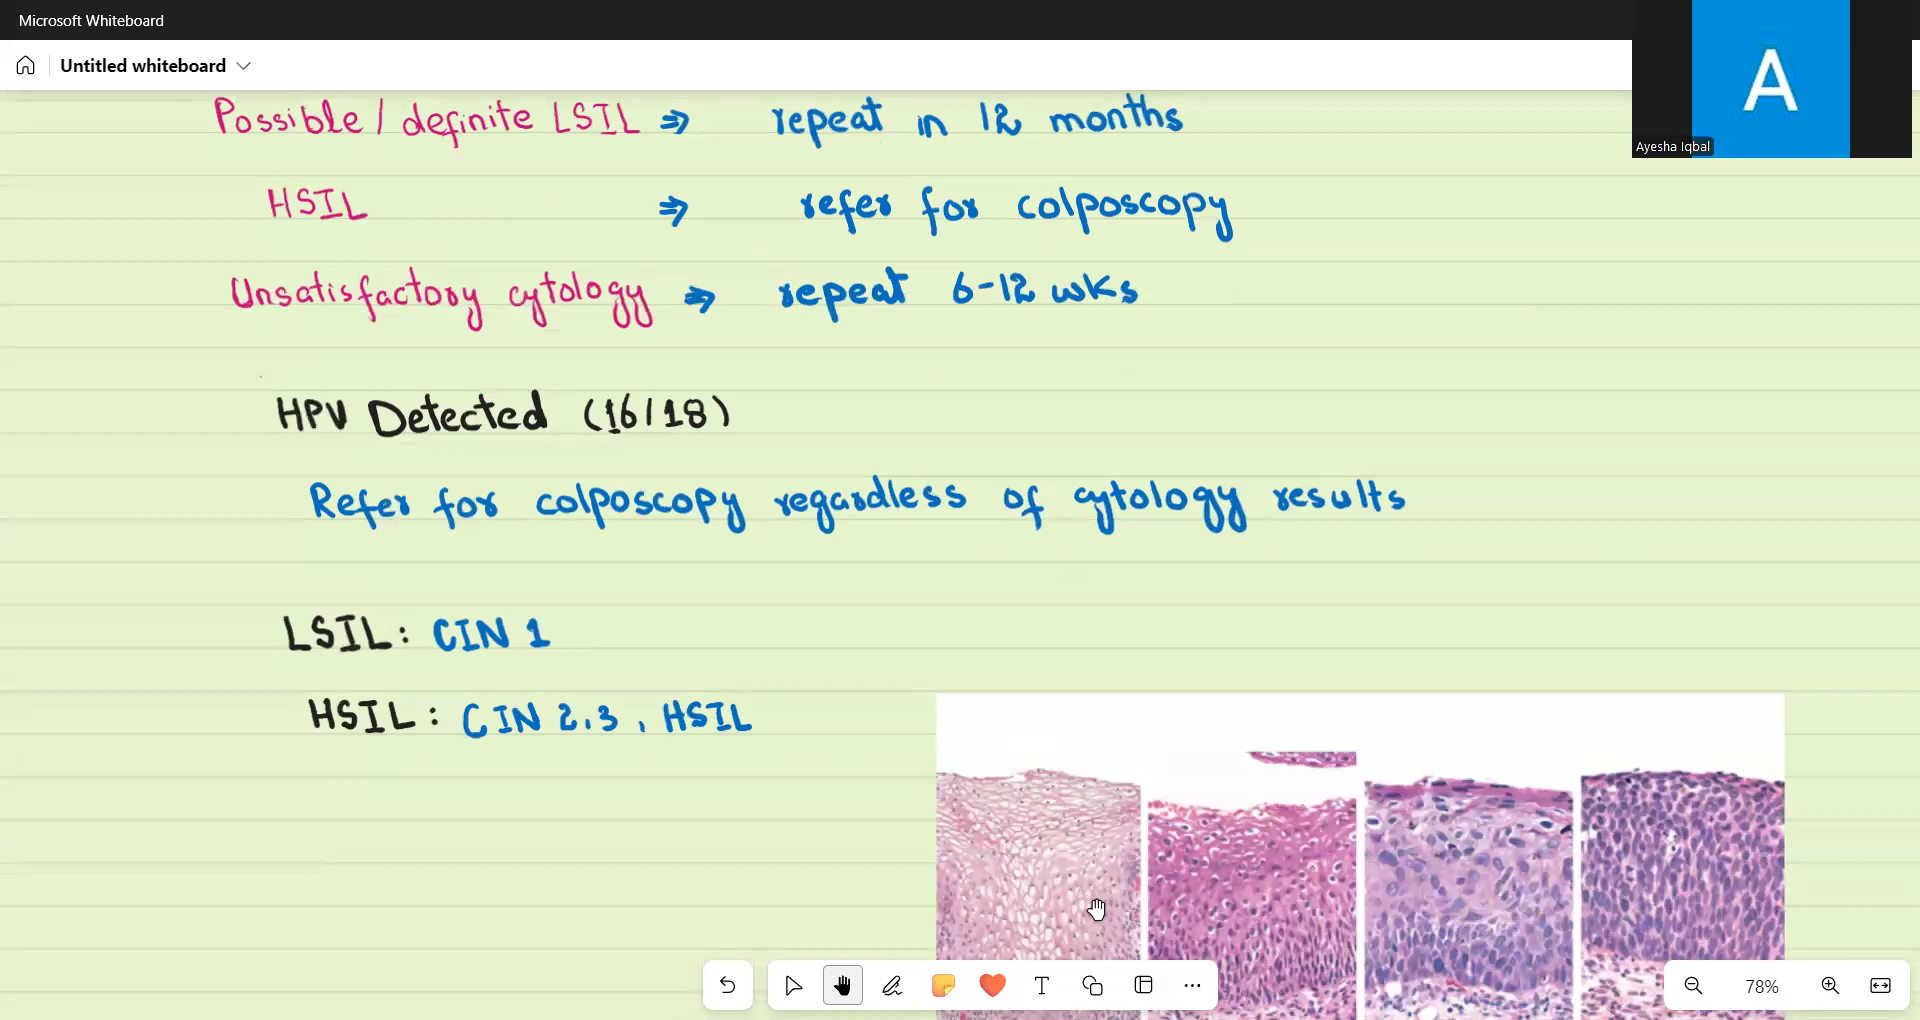 Microsoft Whiteboard
Untitled whiteboard
A
Ayesha Iqbal
Possible / definite LSIL ⇒ repeat in 12 months
HSIL ⇒ refer for colposcopy
Unsatisfactory cytology ⇒ repeat 6-12 wks
HPV Detected (16/18)
Refer for colposcopy regardless of cytology results
LSIL: CIN 1
HSIL: CIN 2,3, HSIL
78%